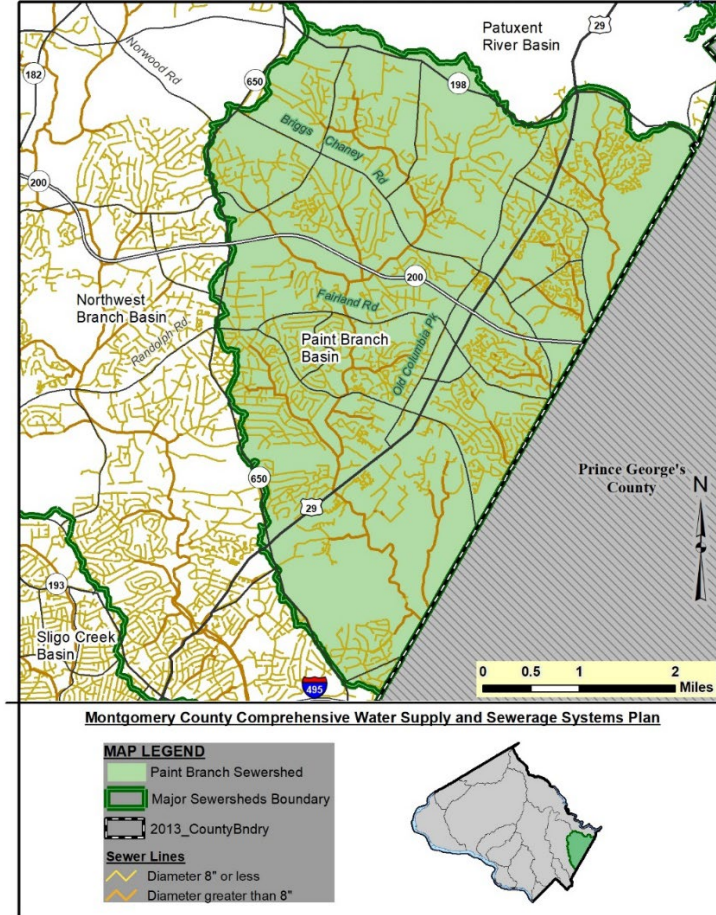 Patuxent
River Basin
29
Norwood Rd
182
650
198
Briggs Chaney Rd
200
200
Northwest
Branch Basin
Fairland Rd
Randolph Rd
Paint Branch
Basin
Old Columbia Pk
650
29
Prince George's
County
N
193
Sligo Creek
Basin
495
0 0.5 1 2
Miles
Montgomery County Comprehensive Water Supply and Sewerage Systems Plan
MAP LEGEND
Paint Branch Sewershed
Major Sewersheds Boundary
2013_CountyBndry
Sewer Lines
Diameter 8" or less
Diameter greater than 8"